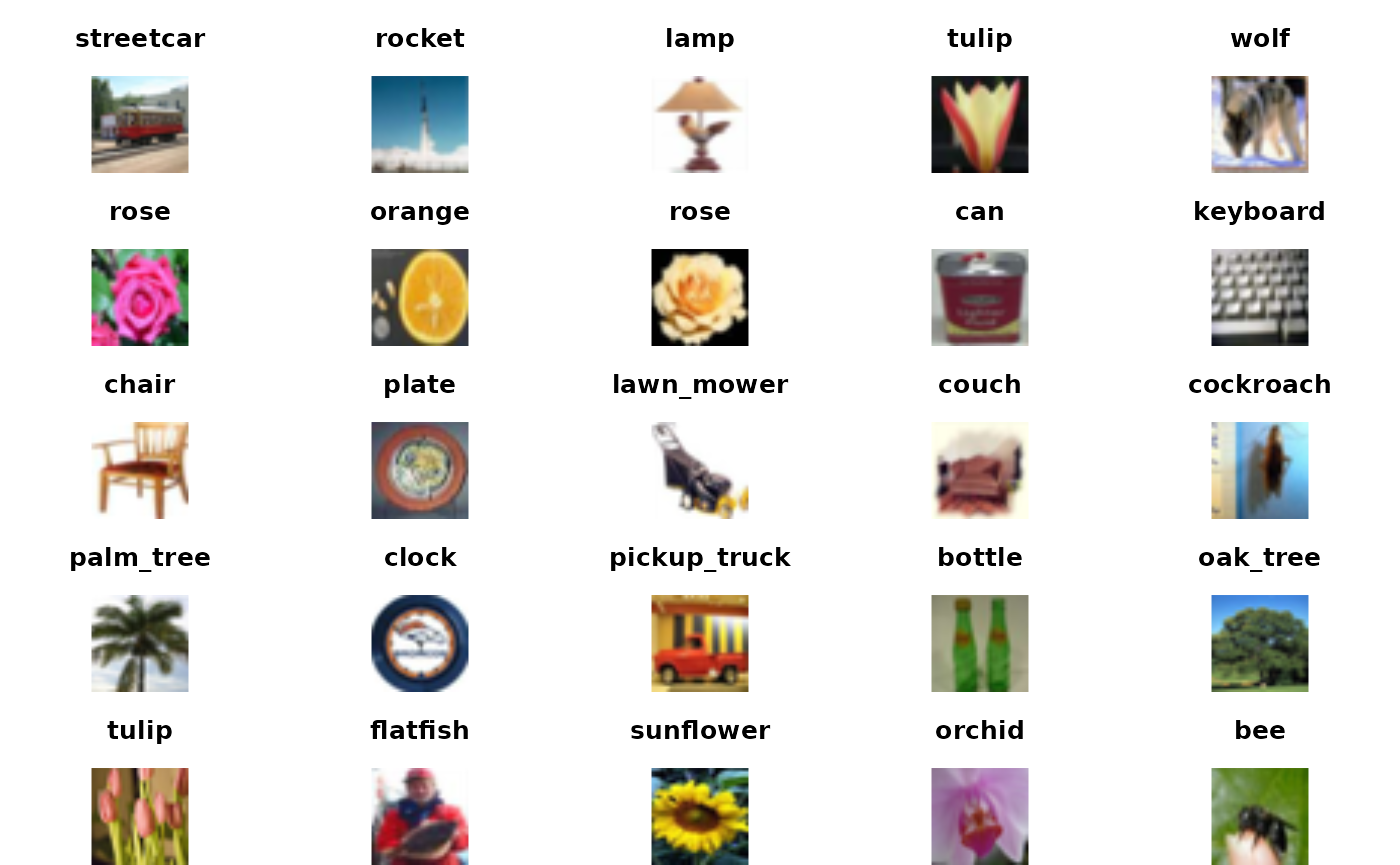 streetcar rocket lamp tulip wolf
rose orange rose can keyboard
chair plate lawn_mower couch cockroach
palm_tree clock pickup_truck bottle oak_tree
BRONCOS
tulip flatfish sunflower orchid bee